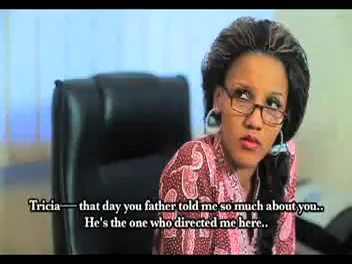 Tricia— that day you father told me so much about you..
He's the one who directed me here..